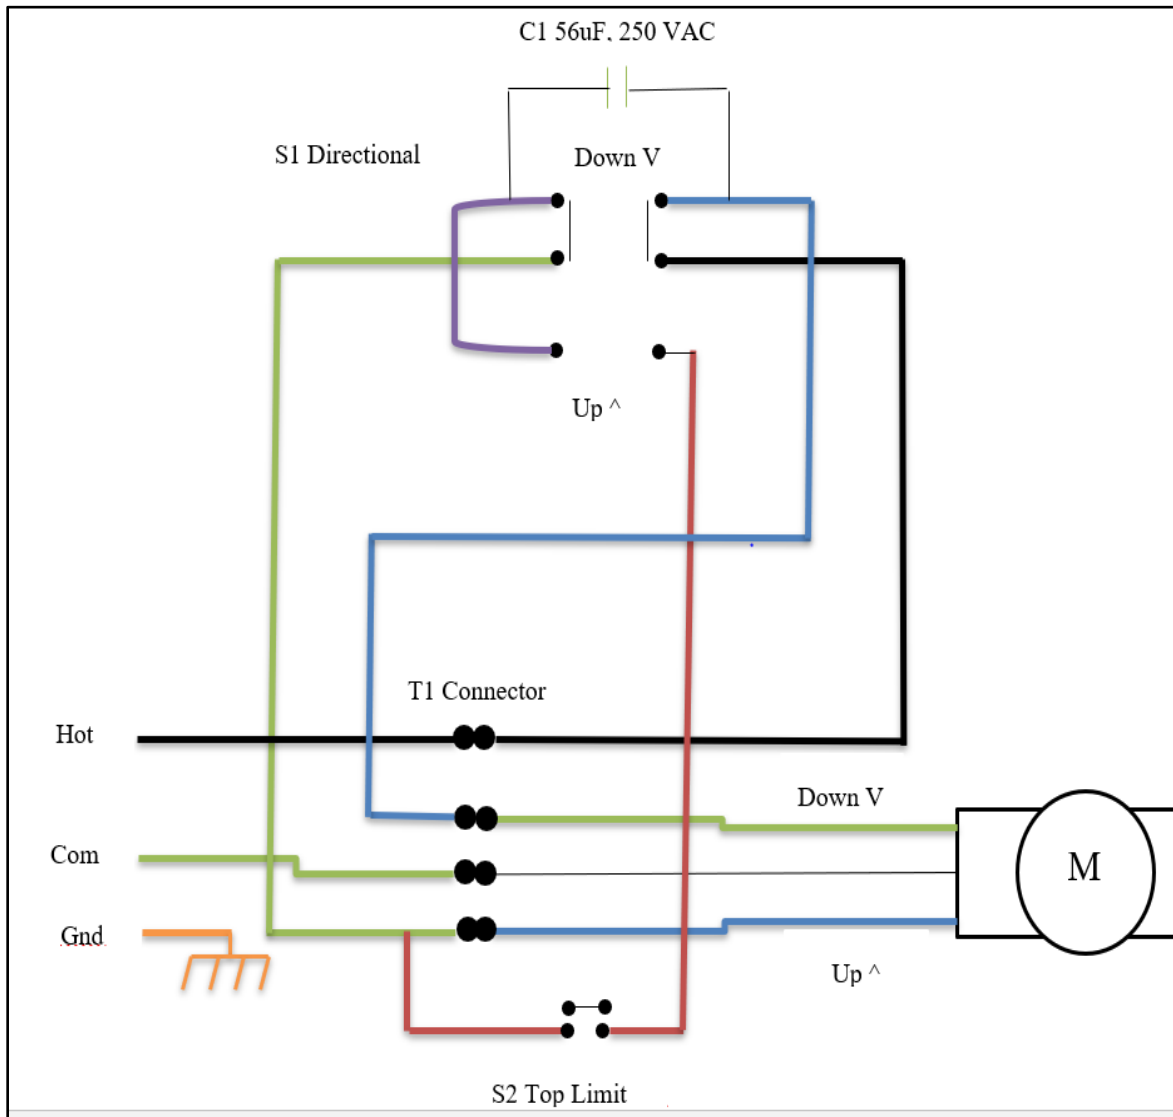 C1 56uF, 250 VAC
S1 Directional
Down V
Up ^
T1 Connector
Hot
Down V
Com
M
Gnd
Up ^
S2 Top Limit